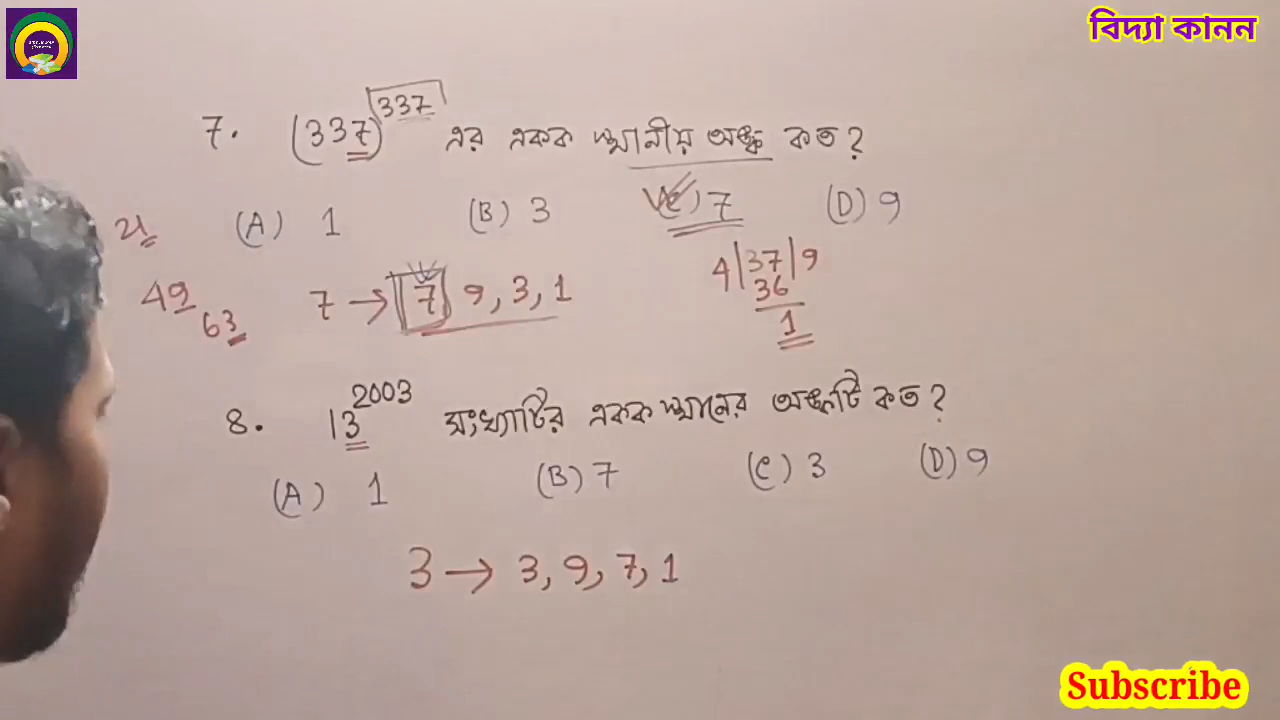 বিদ্যা কানন
7. (337)^337 এর একক স্থানীয় অঙ্ক কত?
(A) 1 (B) 3 (C) 7 (D) 9
21
49
63
7 → 7 9, 3, 1
4|37|9
36
1
8. 13^2003 সংখ্যাটির একক স্থানের অঙ্কটি কত?
(A) 1 (B) 7 (C) 3 (D) 9
3 → 3, 9, 7, 1
Subscribe